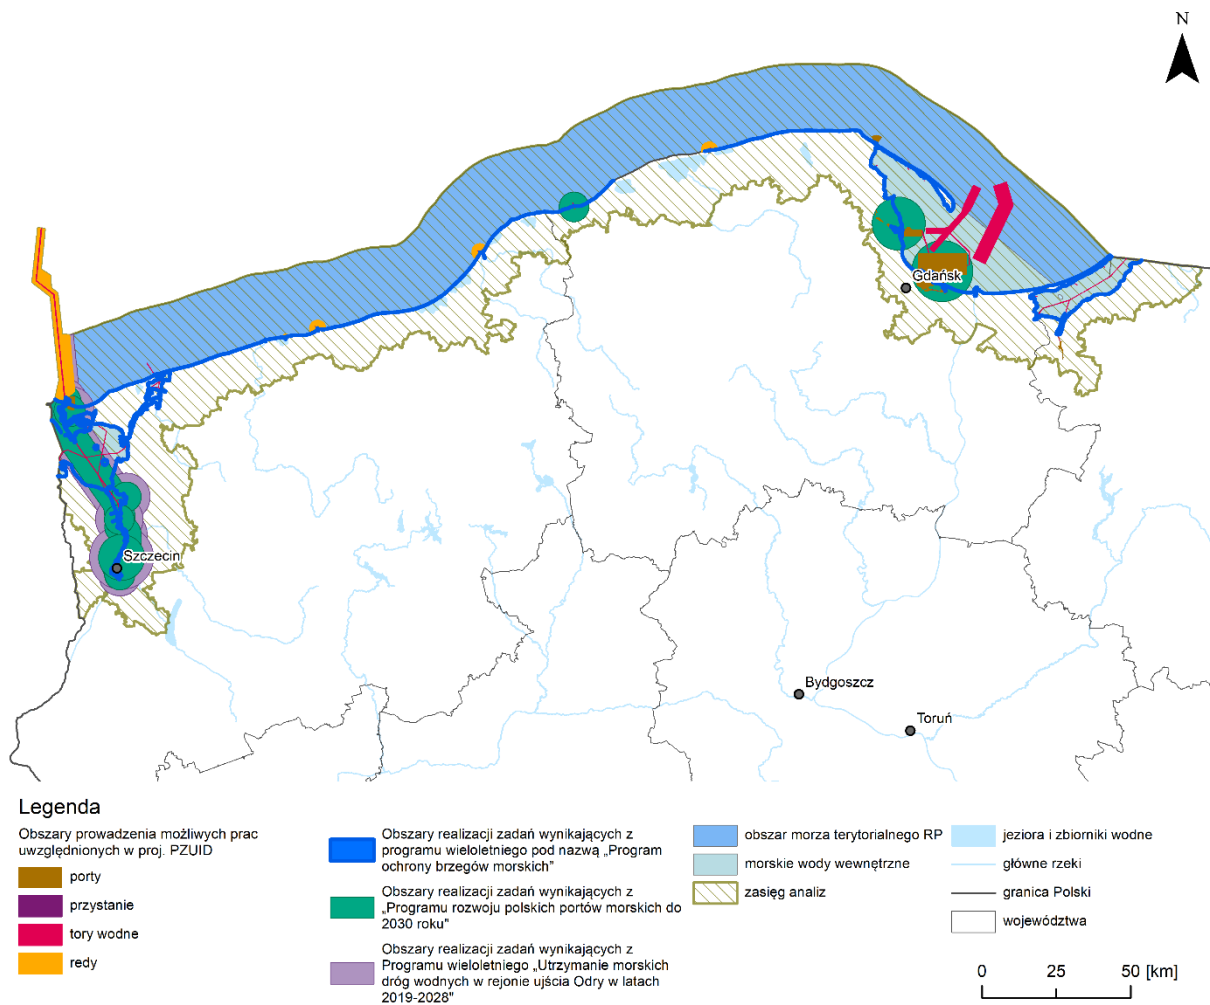 N
Gdańsk
Szczecin
Bydgoszcz
Toruń
Legenda
Obszary prowadzenia możliwych prac
uwzględnionych w proj. PZUID
porty
przystanie
tory wodne
redy
Obszary realizacji zadań wynikających z
programu wieloletniego pod nazwą „Program
ochrony brzegów morskich"
Obszary realizacji zadań wynikających z
„Programu rozwoju polskich portów morskich do
2030 roku"
Obszary realizacji zadań wynikających z
Programu wieloletniego „Utrzymanie morskich
dróg wodnych w rejonie ujścia Odry w latach
2019-2028"
obszar morza terytorialnego RP
morskie wody wewnętrzne
zasięg analiz
jeziora i zbiorniki wodne
główne rzeki
granica Polski
województwa
0 25 50 [km]